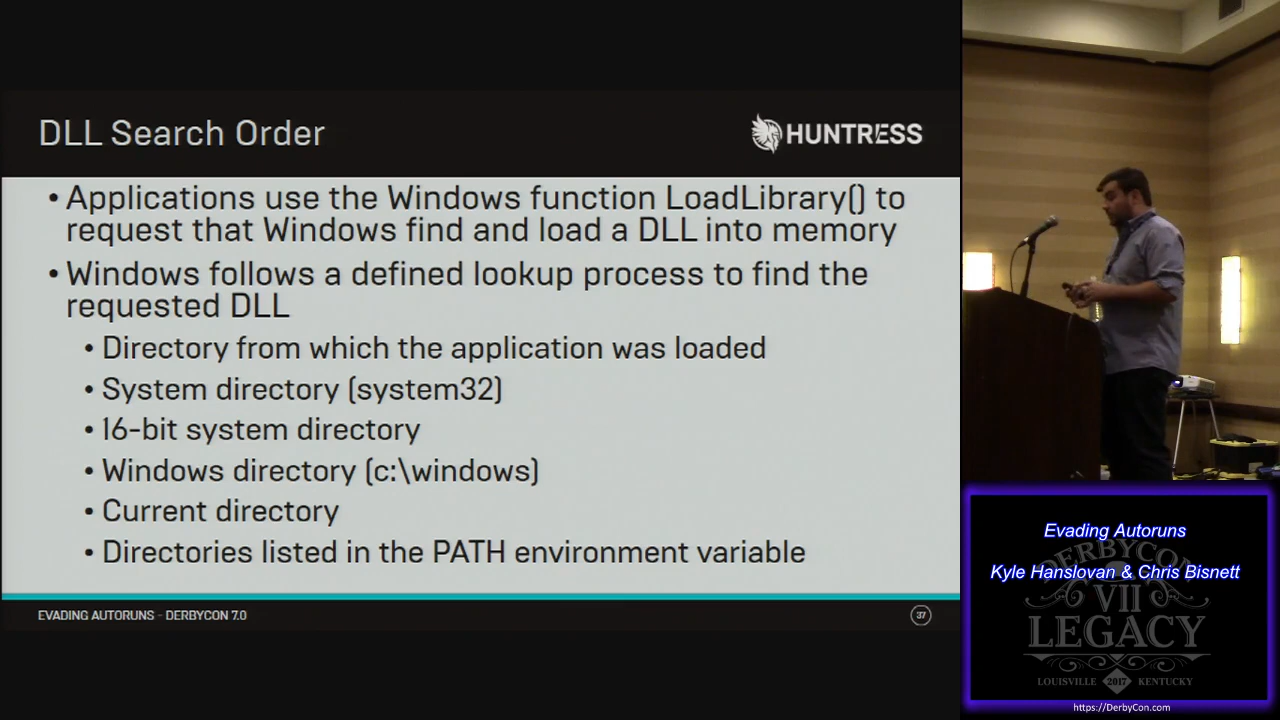 DLL Search Order
HUNTRESS
• Applications use the Windows function LoadLibrary() to
request that Windows find and load a DLL into memory
• Windows follows a defined lookup process to find the
requested DLL
• Directory from which the application was loaded
• System directory (system32)
• 16-bit system directory
• Windows directory (c:\windows)
• Current directory
• Directories listed in the PATH environment variable
EVADING AUTORUNS - DERBYCON 7.0
37
Evading Autoruns
Kyle Hanslovan & Chris Bisnett
DERBYCON
VII
LEGACY
LOUISVILLE 2017 KENTUCKY
https://DerbyCon.com